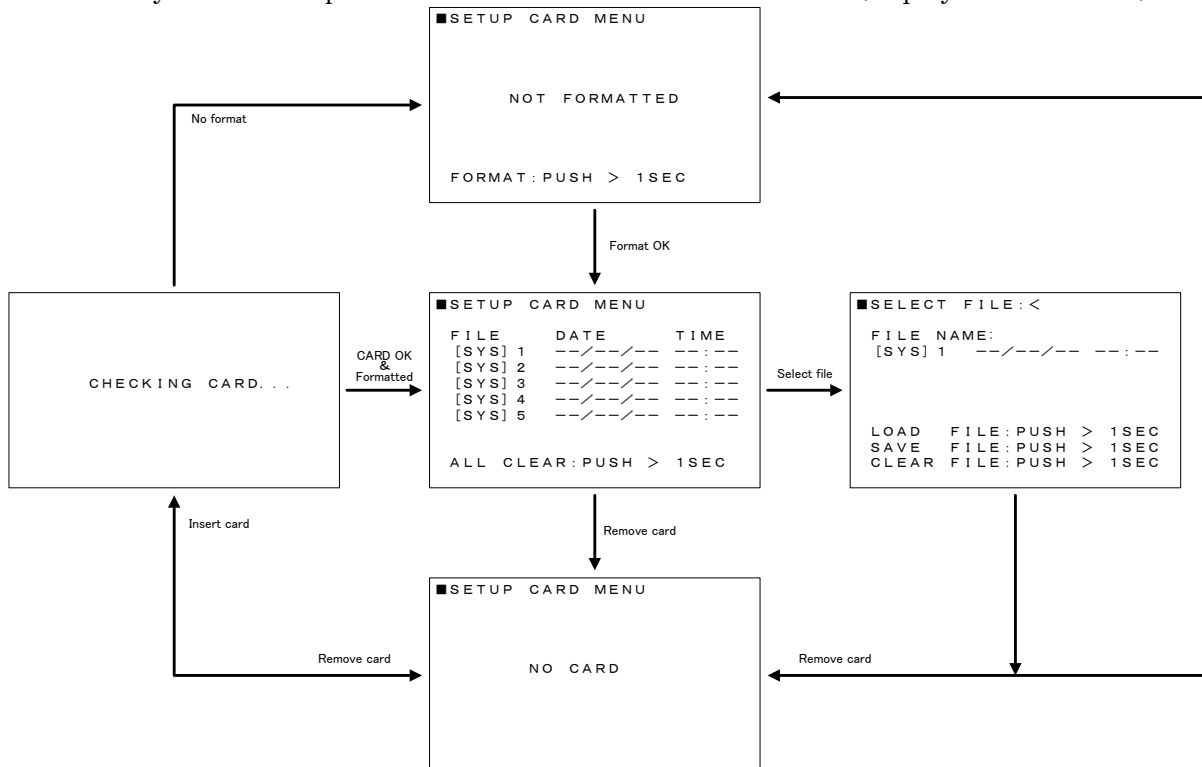 ■SETUP CARD MENU
NOT FORMATTED
FORMAT:PUSH > 1SEC
No format
Format OK
CHECKING CARD...
CARD OK
&
Formatted
■SETUP CARD MENU
FILE DATE TIME
[SYS] 1 --/--/-- --:--
[SYS] 2 --/--/-- --:--
[SYS] 3 --/--/-- --:--
[SYS] 4 --/--/-- --:--
[SYS] 5 --/--/-- --:--
ALL CLEAR:PUSH > 1SEC
Select file
■SELECT FILE:<
FILE NAME:
[SYS] 1 --/--/-- --:--
LOAD FILE:PUSH > 1SEC
SAVE FILE:PUSH > 1SEC
CLEAR FILE:PUSH > 1SEC
Insert card
Remove card
■SETUP CARD MENU
NO CARD
Remove card
Remove card